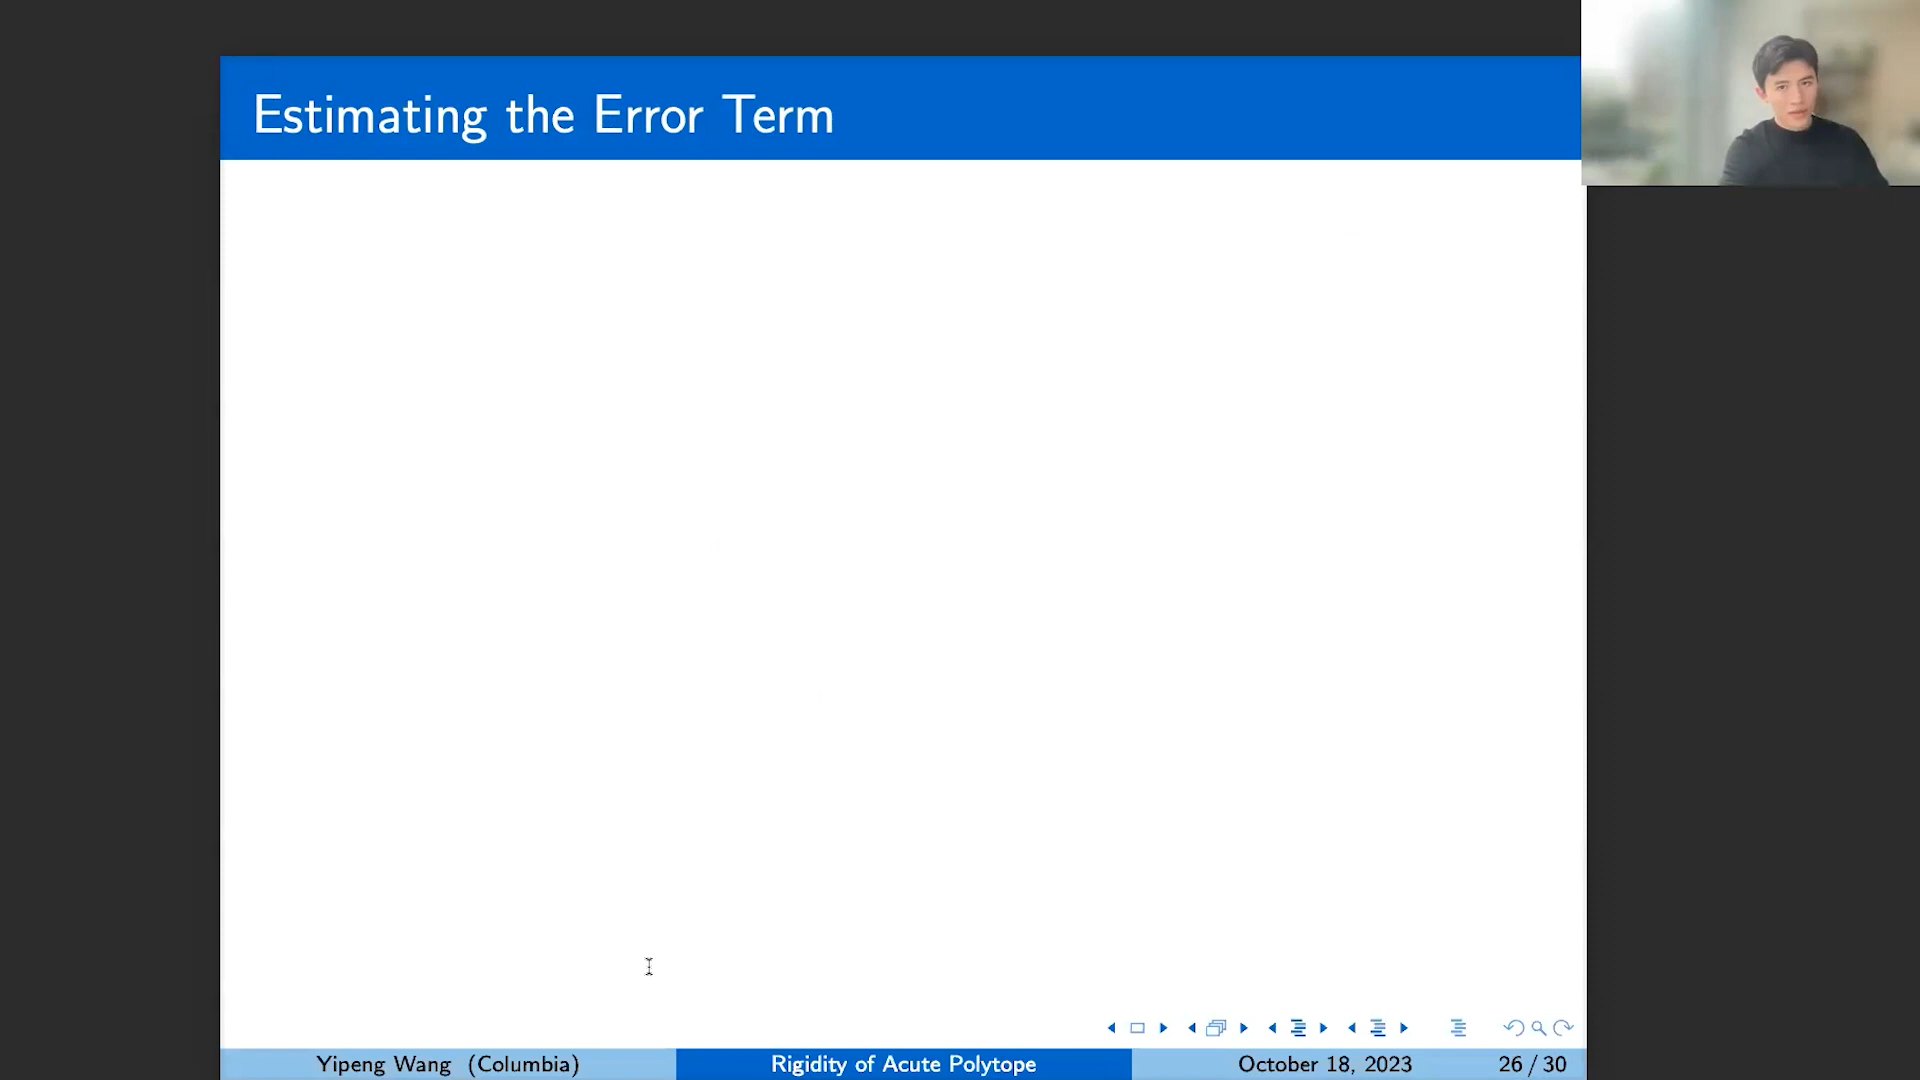 Estimating the Error Term
Yipeng Wang (Columbia)
Rigidity of Acute Polytope
October 18, 2023
26 / 30